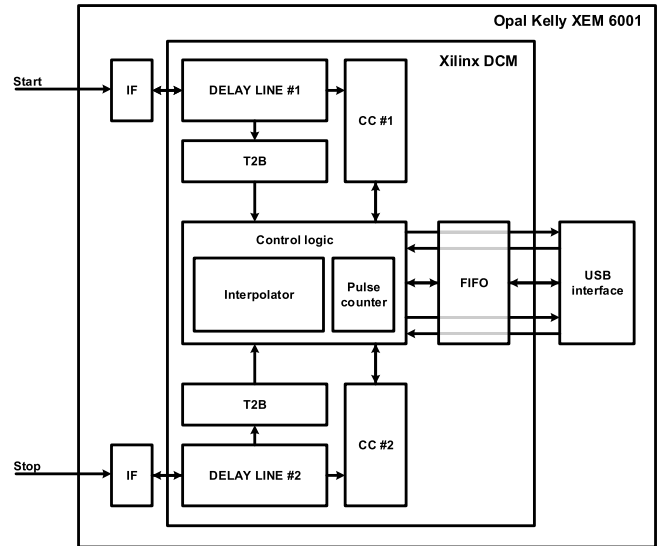 Opal Kelly XEM 6001
Xilinx DCM
Start
IF
DELAY LINE #1
CC #1
T2B
Control logic
Interpolator
Pulse
counter
FIFO
USB
interface
T2B
CC #2
Stop
IF
DELAY LINE #2